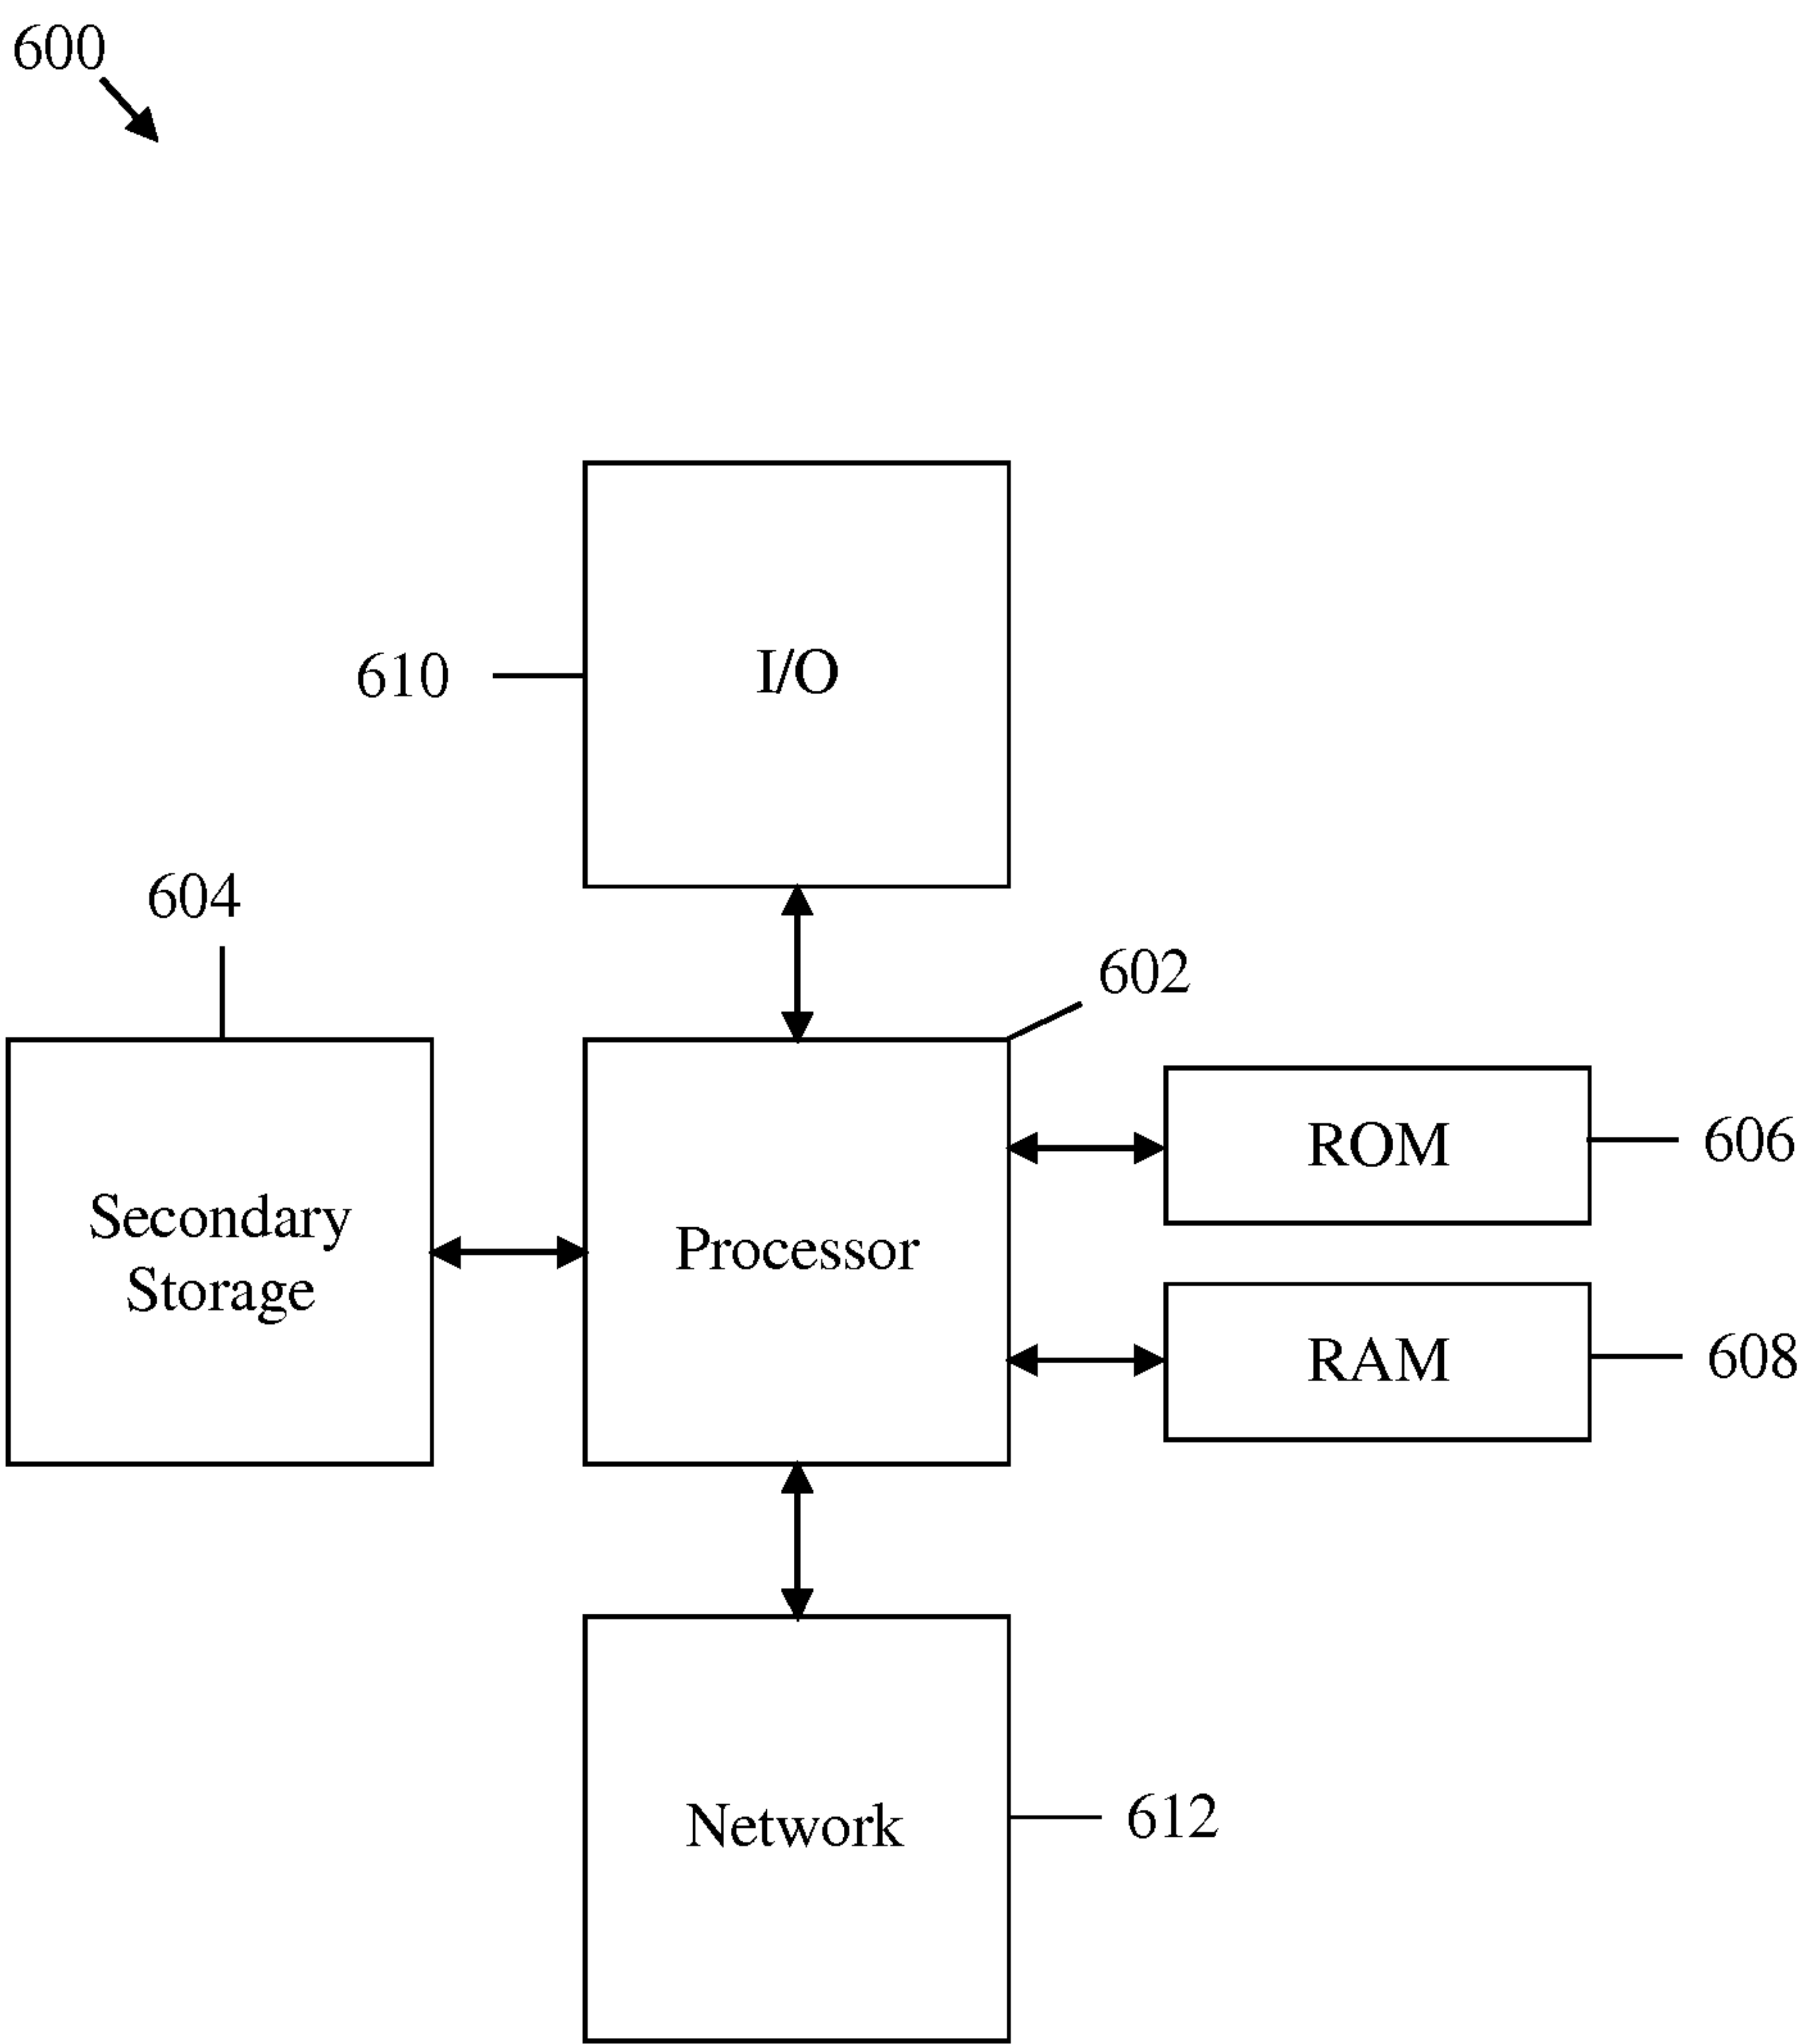 600
I/O
610
604
602
ROM
606
Secondary
Storage
Processor
RAM
608
Network
612